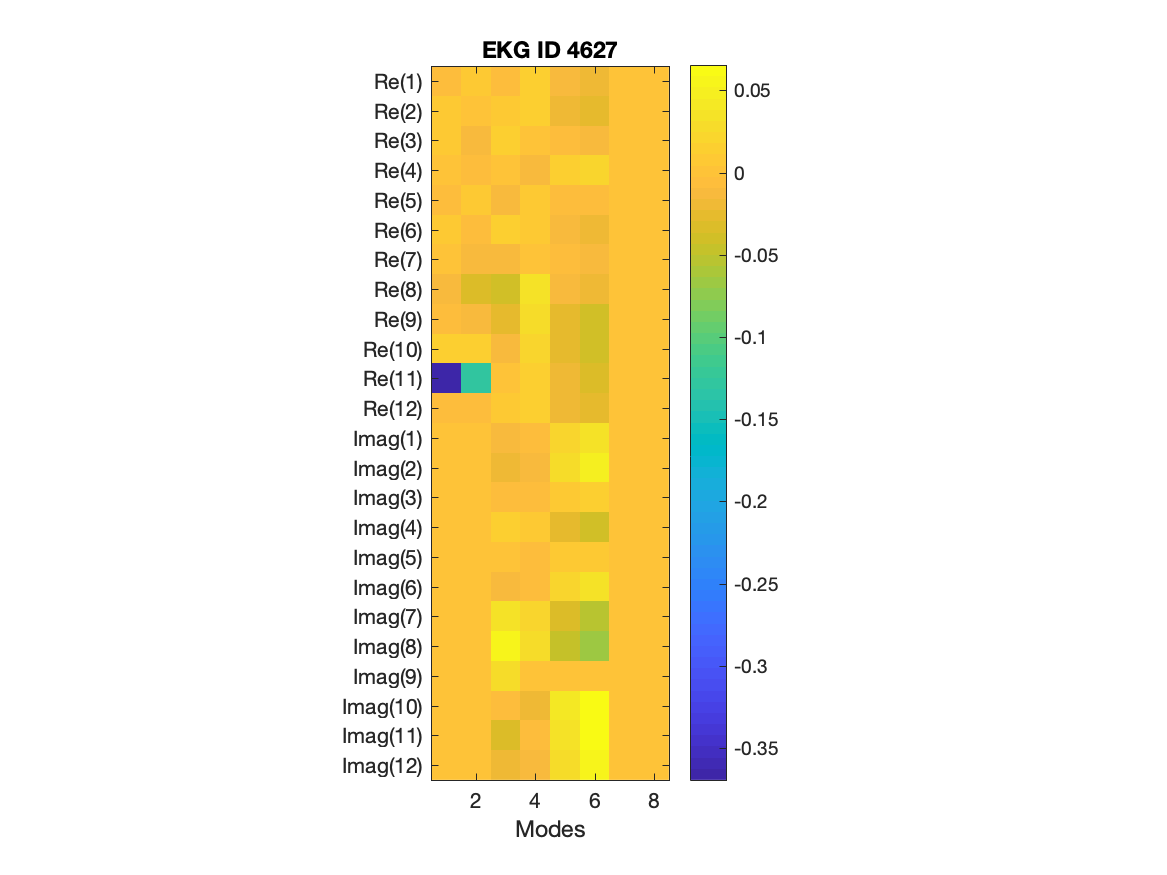 EKG ID 4627
Re(1)
Re(2)
Re(3)
Re(4)
Re(5)
Re(6)
Re(7)
Re(8)
Re(9)
Re(10)
Re(11)
Re(12)
Imag(1)
Imag(2)
Imag(3)
Imag(4)
Imag(5)
Imag(6)
Imag(7)
Imag(8)
Imag(9)
Imag(10)
Imag(11)
Imag(12)
2 4 6 8
Modes
0.05
0
-0.05
-0.1
-0.15
-0.2
-0.25
-0.3
-0.35